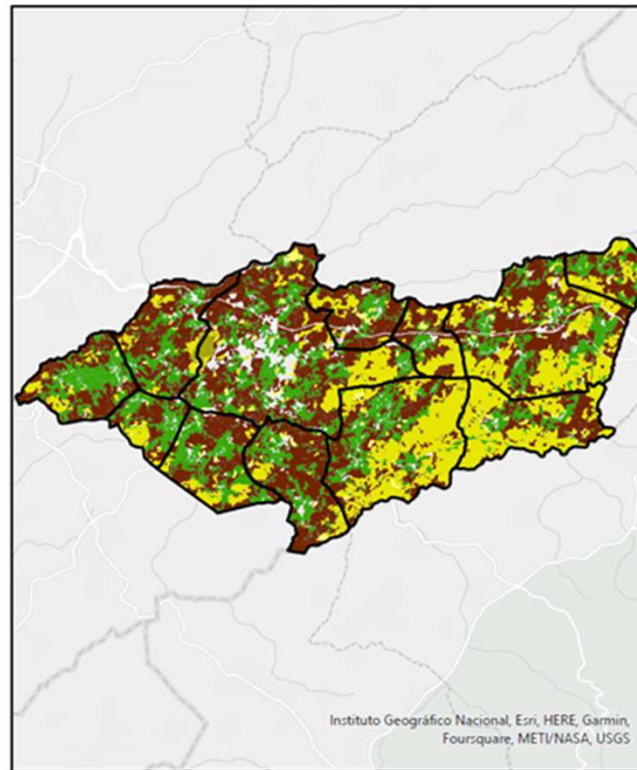 Instituto Geográfico Nacional, Esri, HERE, Garmin,
Foursquare, METI/NASA, USGS